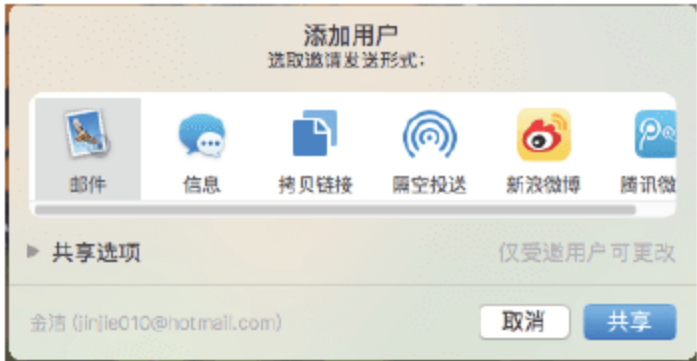 添加用户
选取邀请发送形式：
邮件 信息 拷贝链接 隔空投送 新浪微博 腾讯微
共享选项 仅受邀用户可更改
金洁 (jinjie010@hotmail.com) 取消 共享